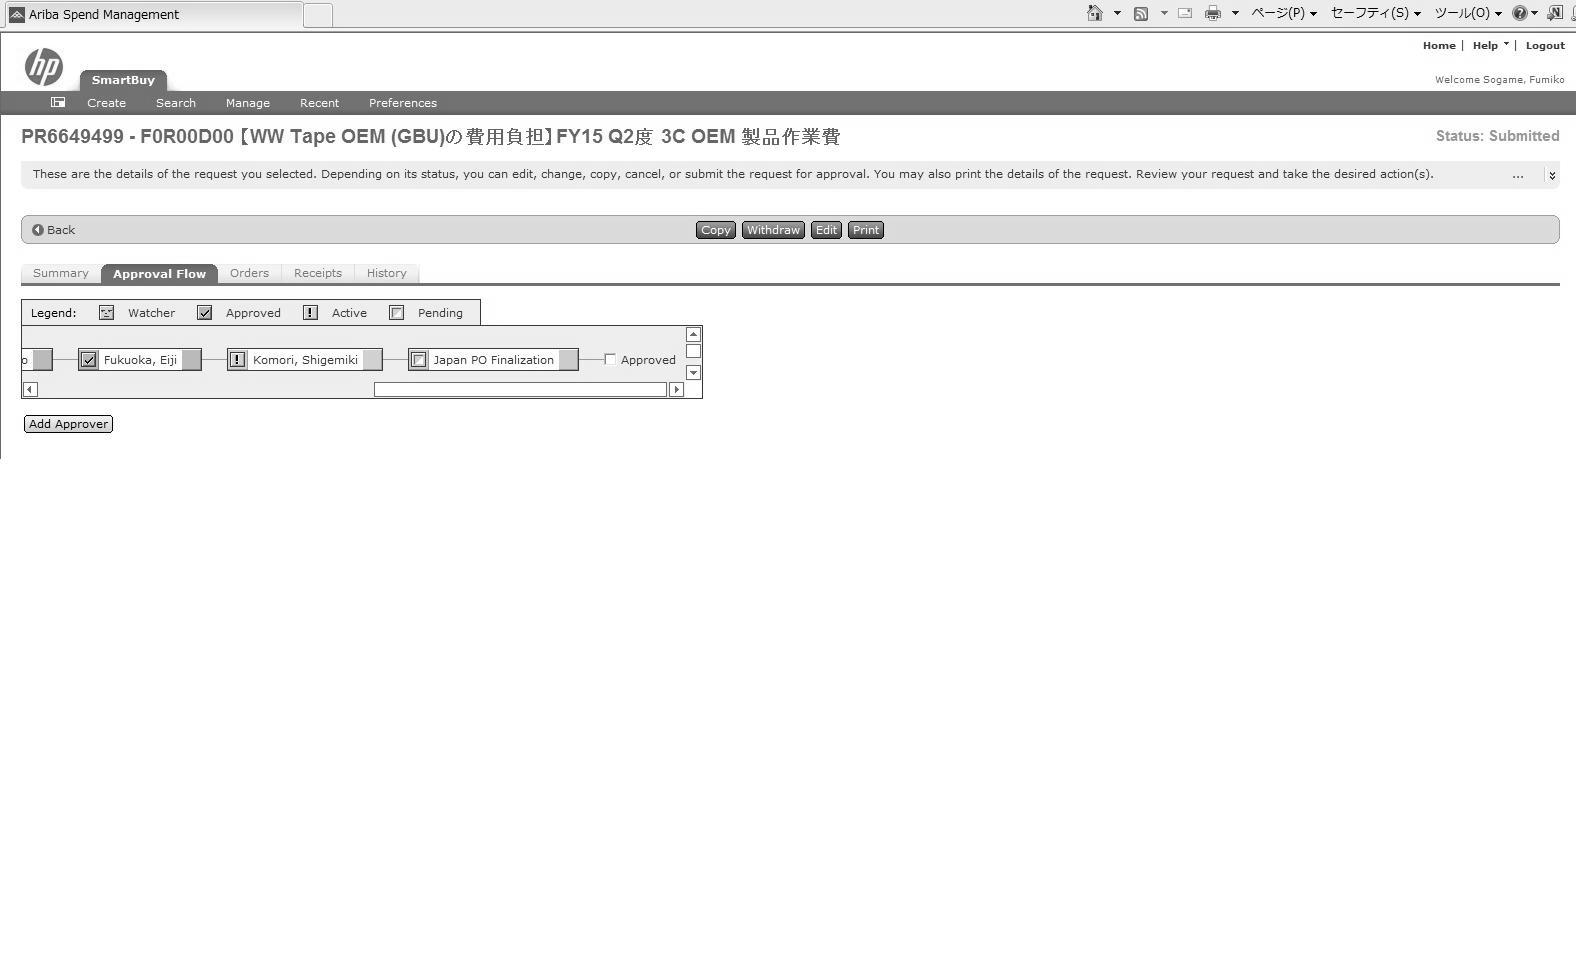 Ariba Spend Management
ページ(P) セーフティ(S) ツール(O)
Home | Help | Logout
hp
SmartBuy
Welcome Sogame, Fumiko
Create Search Manage Recent Preferences
PR6649499 - F0R00D00【WW Tape OEM (GBU)の費用負担】FY15 Q2度 3C OEM 製品作業費
Status: Submitted
These are the details of the request you selected. Depending on its status, you can edit, change, copy, cancel, or submit the request for approval. You may also print the details of the request. Review your request and take the desired action(s). ...
Back Copy Withdraw Edit Print
Summary Approval Flow Orders Receipts History
Legend: Watcher Approved Active Pending
o Fukuoka, Eiji Komori, Shigemiki Japan PO Finalization Approved
Add Approver